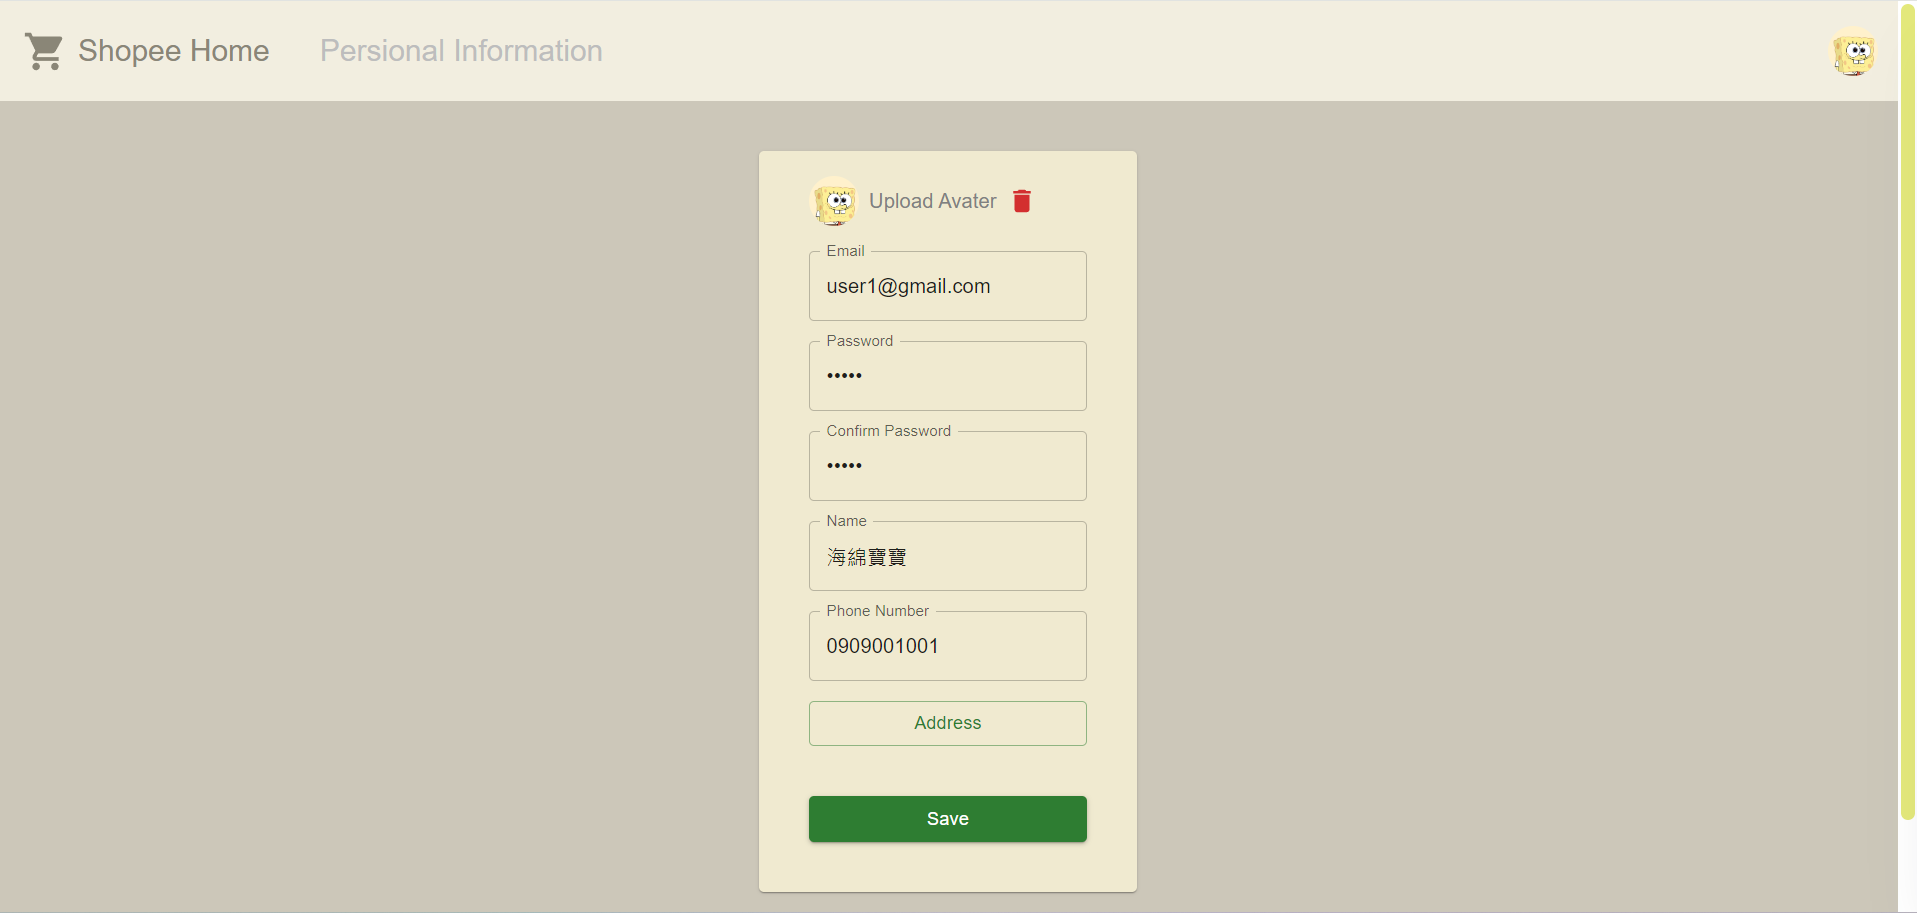 Shopee Home Persional Information
Upload Avater
Email
user1@gmail.com
Password
•••••
Confirm Password
•••••
Name
海綿寶寶
Phone Number
0909001001
Address
Save